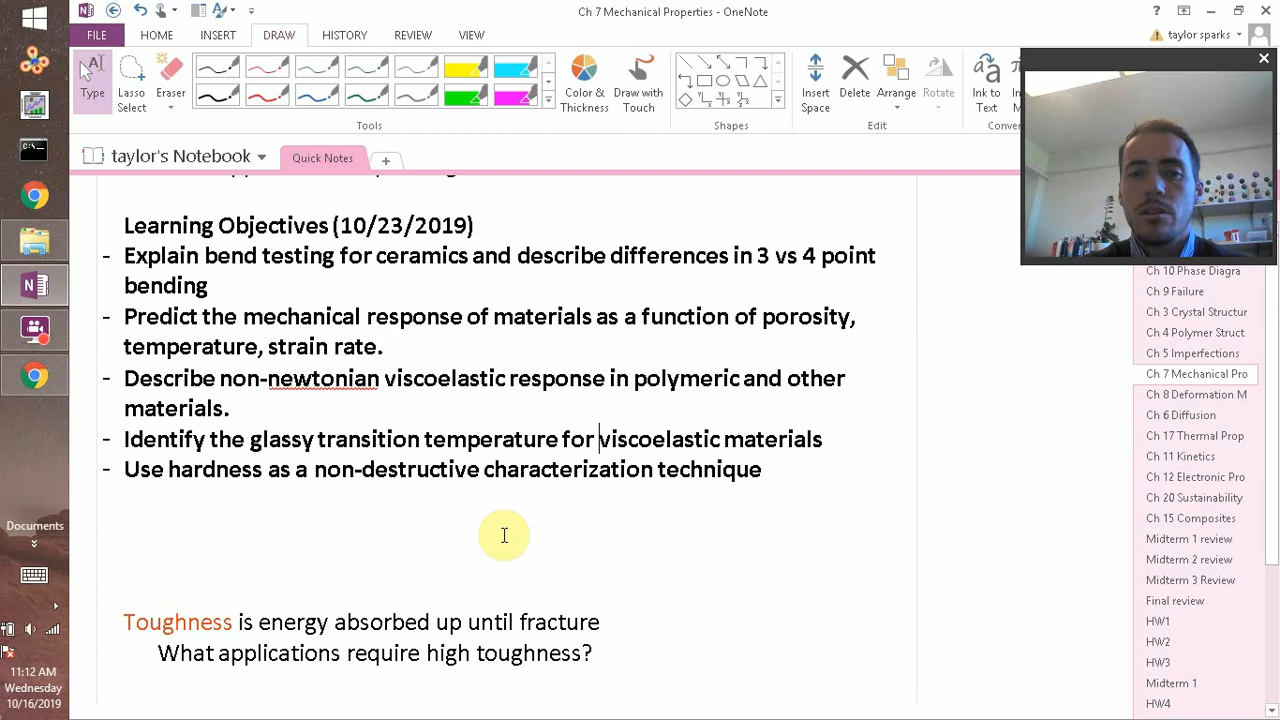 Ch 7 Mechanical Properties - OneNote
?
FILE
HOME
INSERT
DRAW
HISTORY
REVIEW
VIEW
taylor sparks
Type
Lasso
Select
Eraser
Color &
Thickness
Draw with
Touch
Insert
Space
Delete
Arrange
Rotate
Ink to
Text
In
M
Tools
Shapes
Edit
Conver
taylor's Notebook
Quick Notes
Learning Objectives (10/23/2019)
- Explain bend testing for ceramics and describe differences in 3 vs 4 point
bending
- Predict the mechanical response of materials as a function of porosity,
temperature, strain rate.
- Describe non-newtonian viscoelastic response in polymeric and other
materials.
- Identify the glassy transition temperature for viscoelastic materials
- Use hardness as a non-destructive characterization technique
Toughness is energy absorbed up until fracture
What applications require high toughness?
Ch 10 Phase Diagra
Ch 9 Failure
Ch 3 Crystal Structur
Ch 4 Polymer Struct
Ch 5 Imperfections
Ch 7 Mechanical Pro
Ch 8 Deformation M
Ch 6 Diffusion
Ch 17 Thermal Prop
Ch 11 Kinetics
Ch 12 Electronic Pro
Ch 20 Sustainability
Ch 15 Composites
Midterm 1 review
Midterm 2 review
Midterm 3 Review
Final review
HW1
HW2
HW3
Midterm 1
HW4
Documents
11:12 AM
Wednesday
10/16/2019